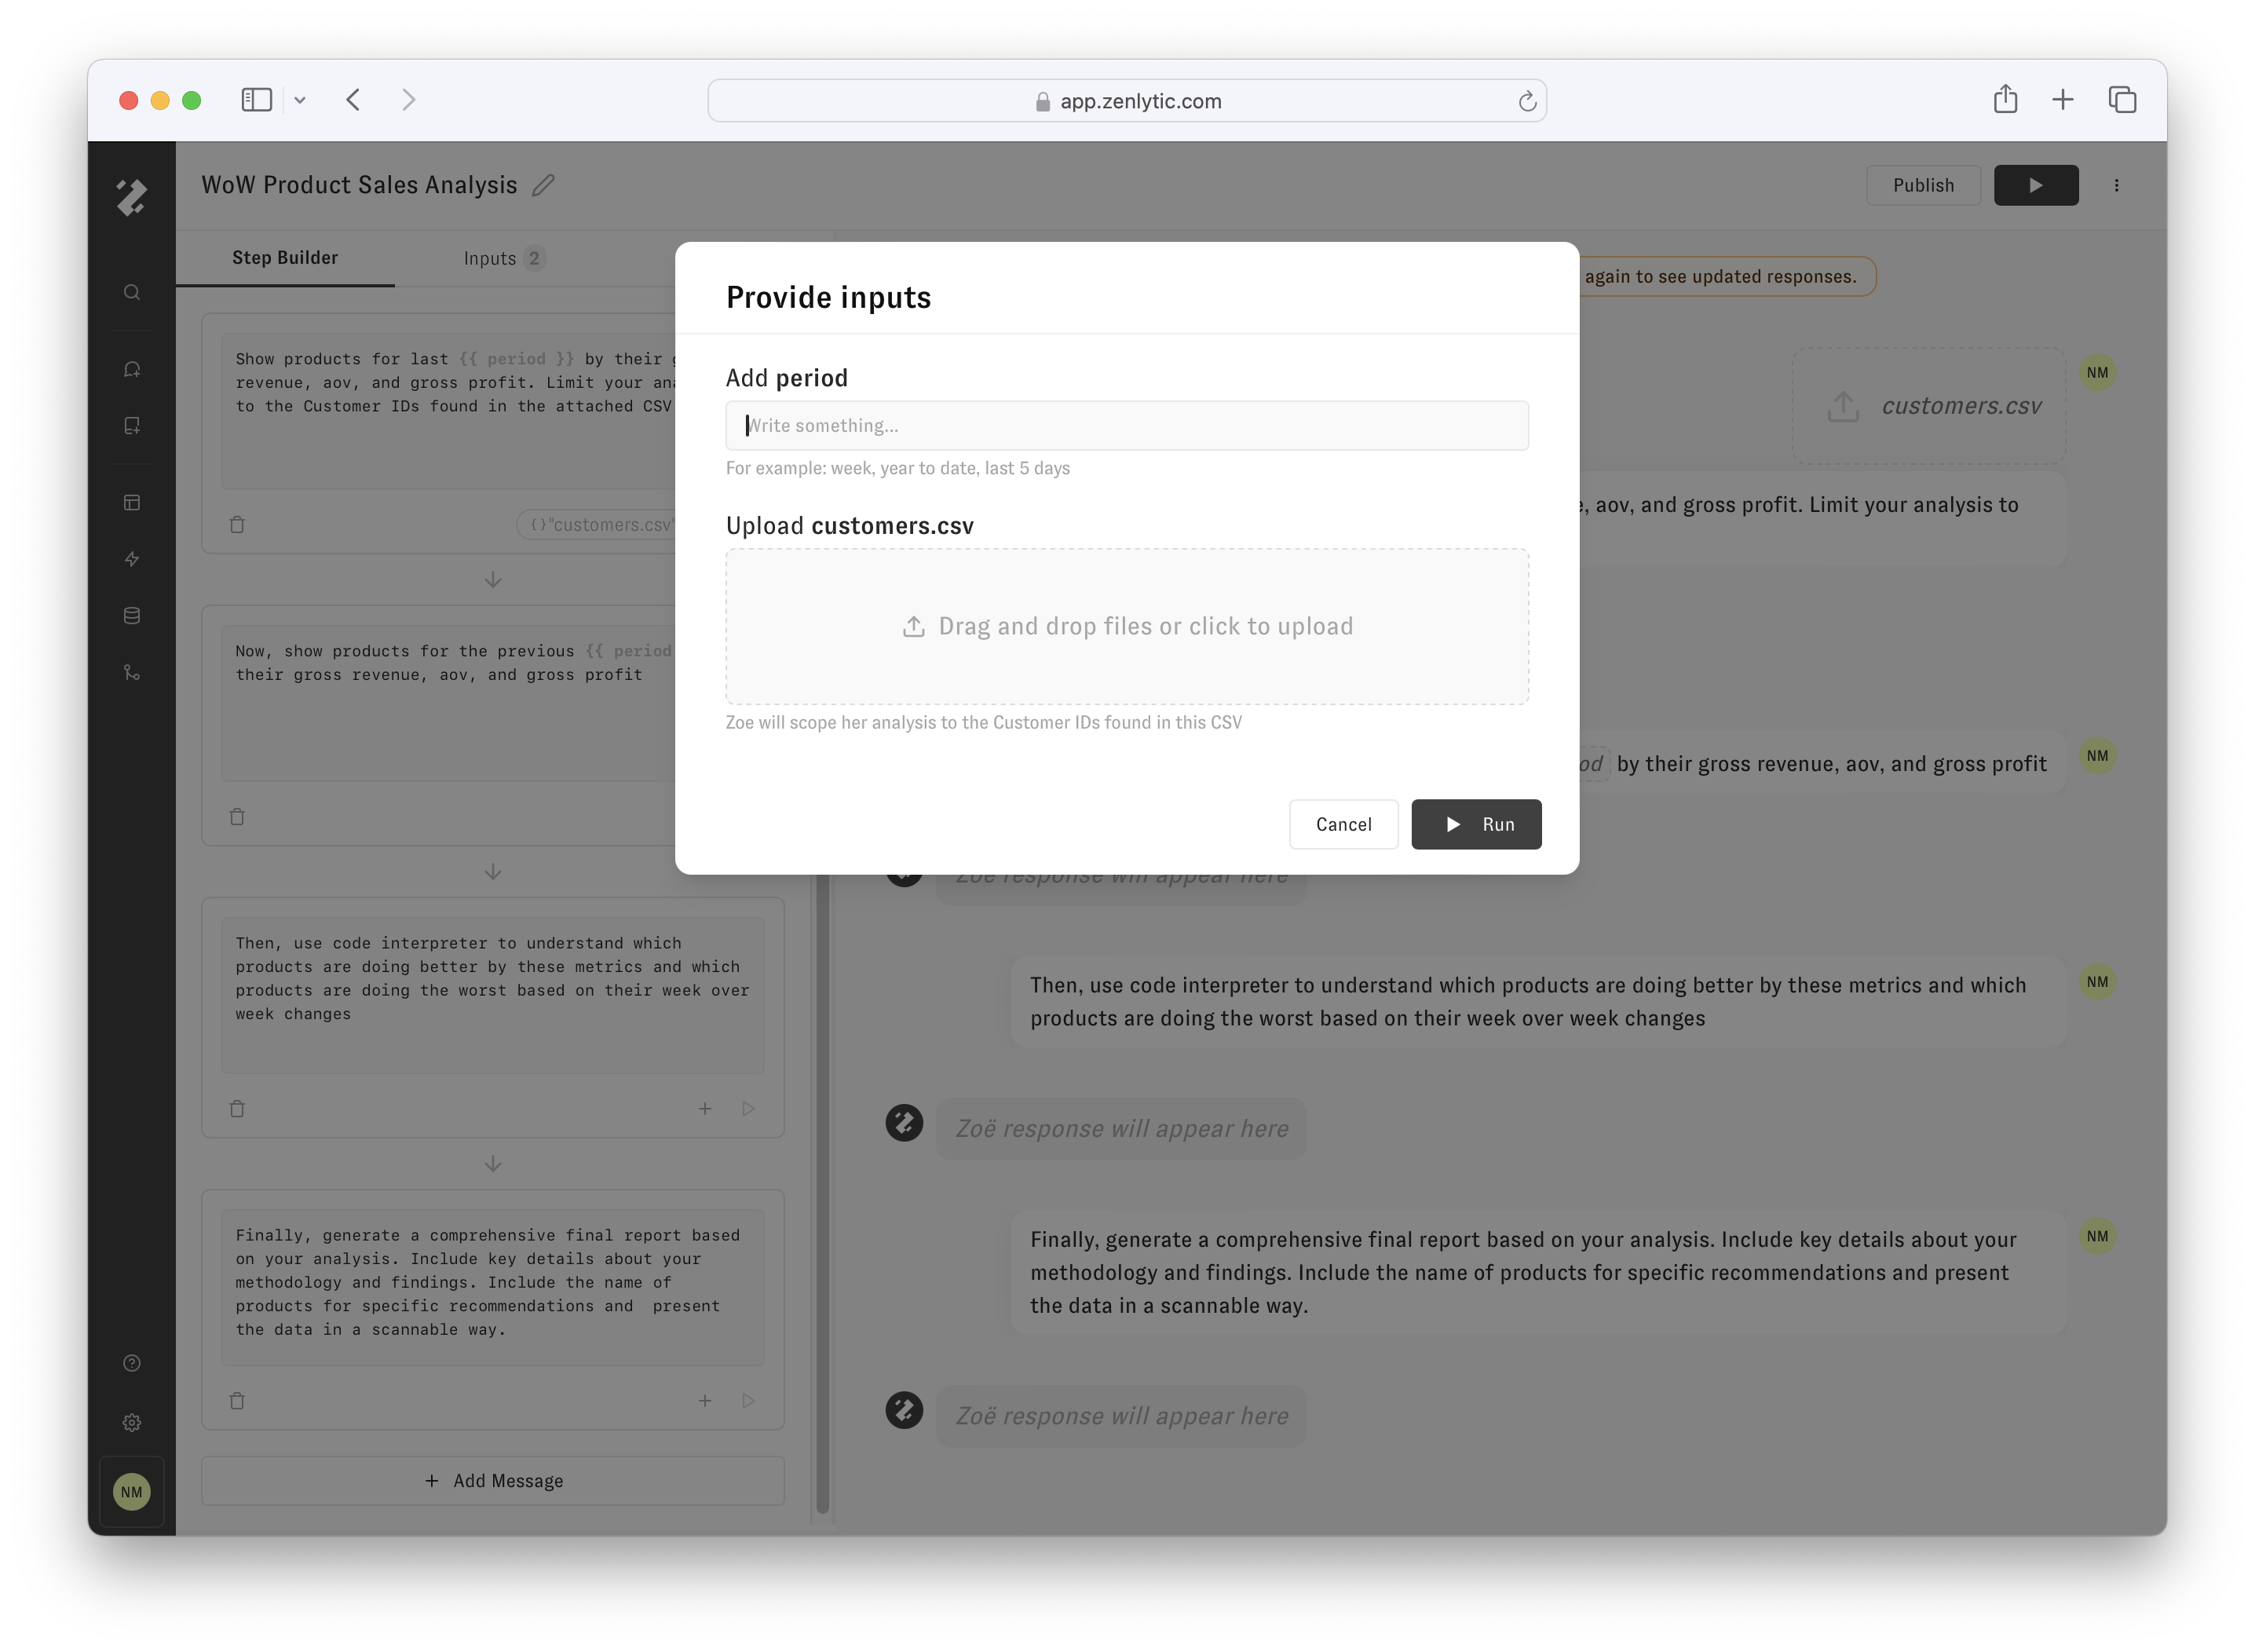 app.zenlytic.com
WoW Product Sales Analysis
Publish
Step Builder
Inputs 2
Show products for last {{ period }} by their
revenue, aov, and gross profit. Limit your
to the Customer IDs found in the attached CSV
{}"customers.csv"
Now, show products for the previous {{ period
their gross revenue, aov, and gross profit
Then, use code interpreter to understand which
products are doing better by these metrics and which
products are doing the worst based on their week over
week changes
Finally, generate a comprehensive final report based
on your analysis. Include key details about your
methodology and findings. Include the name of
products for specific recommendations and  present
the data in a scannable way.
+ Add Message
NM
Provide inputs
Add period
Write something...
For example: week, year to date, last 5 days
Upload customers.csv
Drag and drop files or click to upload
Zoe will scope her analysis to the Customer IDs found in this CSV
Cancel
Run
again to see updated responses.
customers.csv
NM
, aov, and gross profit. Limit your analysis to
od by their gross revenue, aov, and gross profit
NM
Zoë response will appear here
Then, use code interpreter to understand which products are doing better by these metrics and which
products are doing the worst based on their week over week changes
NM
Zoë response will appear here
Finally, generate a comprehensive final report based on your analysis. Include key details about your
methodology and findings. Include the name of products for specific recommendations and present
the data in a scannable way.
NM
Zoë response will appear here